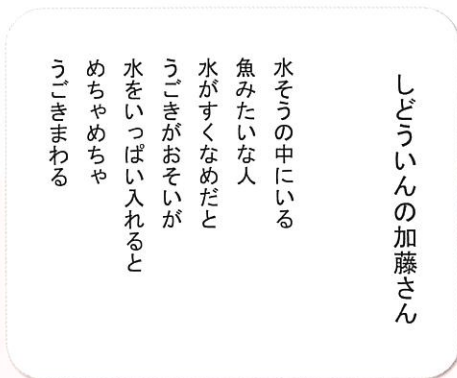 しどういんの加藤さん
水そうの中にいる
魚みたいな人
水がすくなめだと
うごきがおそいが
水をいっぱい入れると
めちゃめちゃ
うごきまわる